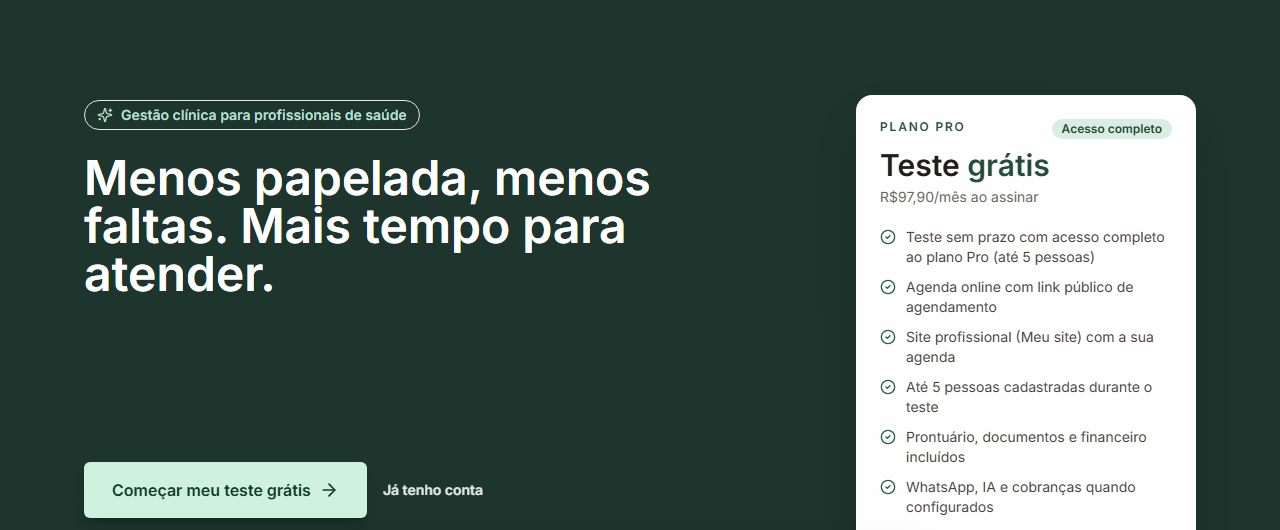 Gestão clínica para profissionais de saúde
Menos papelada, menos
faltas. Mais tempo para
atender.
Começar meu teste grátis
Já tenho conta
PLANO PRO
Acesso completo
Teste grátis
R$97,90/mês ao assinar
Teste sem prazo com acesso completo
ao plano Pro (até 5 pessoas)
Agenda online com link público de
agendamento
Site profissional (Meu site) com a sua
agenda
Até 5 pessoas cadastradas durante o
teste
Prontuário, documentos e financeiro
incluídos
WhatsApp, IA e cobranças quando
configurados